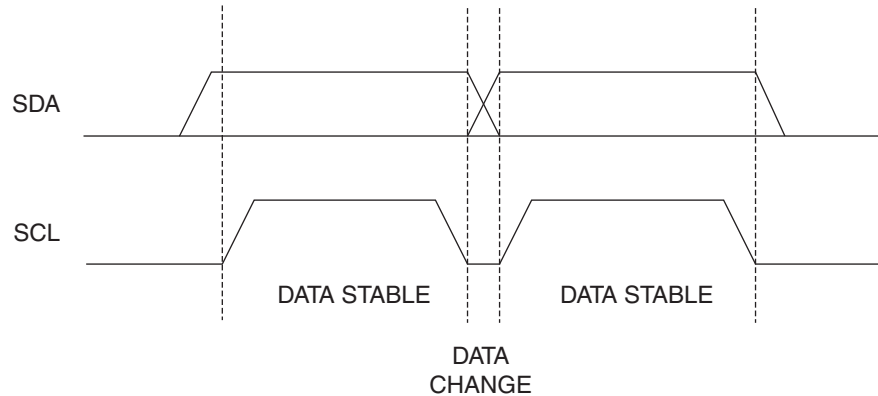 SDA
SCL
DATA STABLE
DATA STABLE
DATA
CHANGE